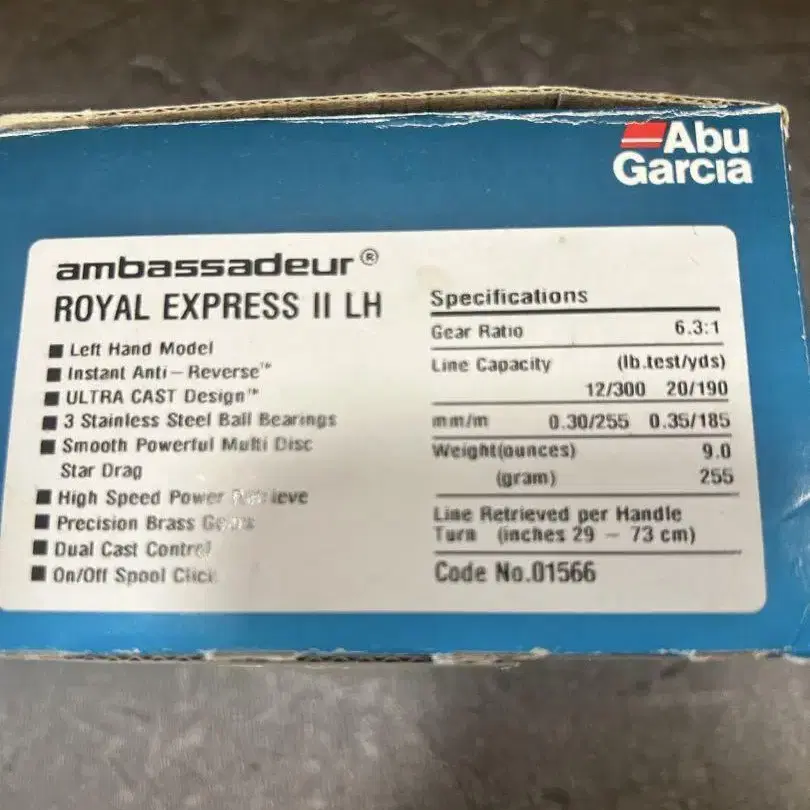 Abu
Garcia
ambassadeur®
ROYAL EXPRESS II LH
■ Left Hand Model
■ Instant Anti-Reverse™
■ ULTRA CAST Design™
■ 3 Stainless Steel Ball Bearings
■ Smooth Powerful Multi Disc
Star Drag
■ High Speed Power Retrieve
■ Precision Brass Gears
■ Dual Cast Control
■ On/Off Spool Click
Specifications
Gear Ratio 6.3:1
Line Capacity (lb.test/yds)
12/300 20/190
mm/m 0.30/255 0.35/185
Weight(ounces) 9.0
(gram) 255
Line Retrieved per Handle
Turn (inches 29 - 73 cm)
Code No.01566